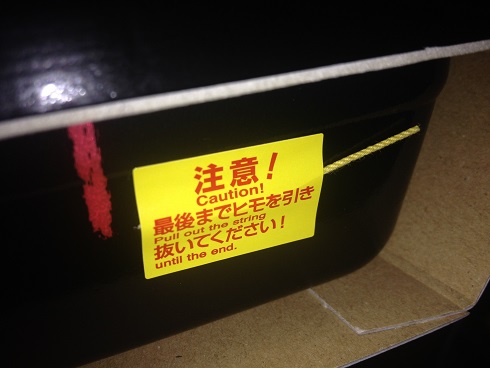 注意！
Caution!
最後までヒモを引き
Pull out the string
抜いてください！
until the end.